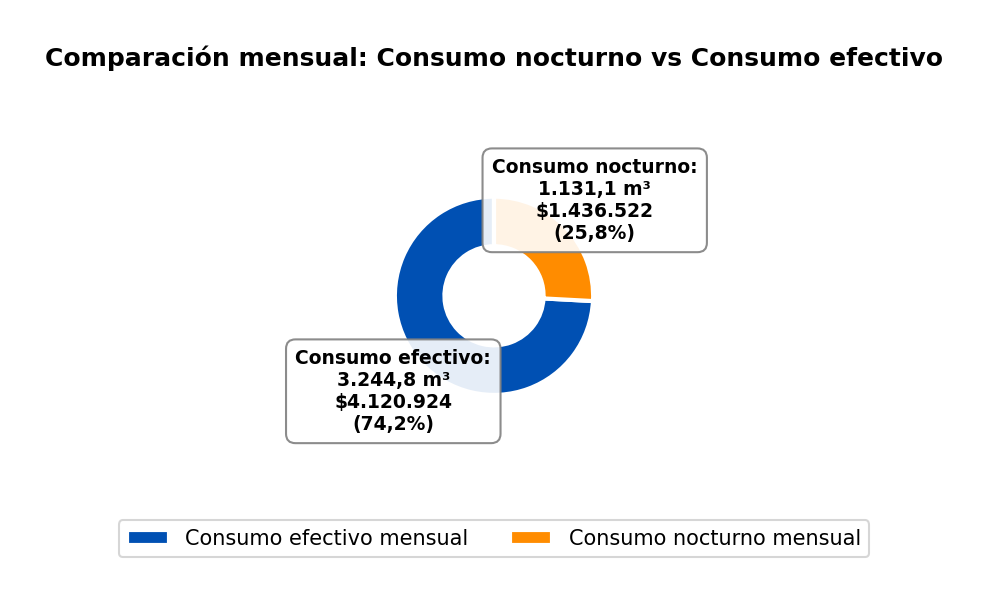 Comparación mensual: Consumo nocturno vs Consumo efectivo
Consumo nocturno:
1.131,1 m³
$1.436.522
(25,8%)
Consumo efectivo:
3.244,8 m³
$4.120.924
(74,2%)
Consumo efectivo mensual
Consumo nocturno mensual